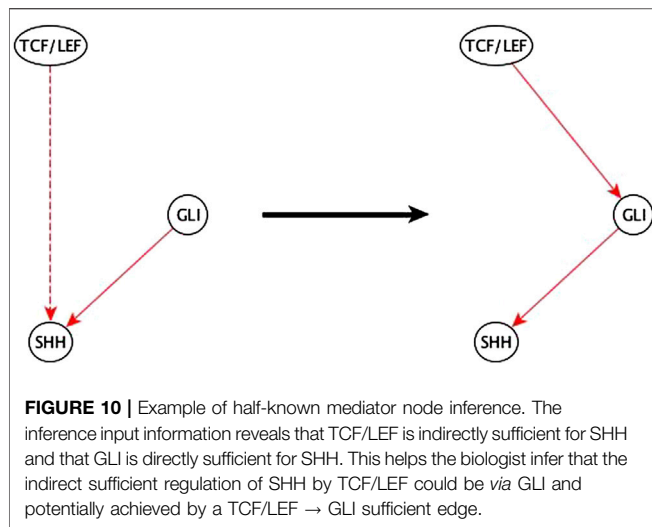 TCF/LEF
TCF/LEF
GLI
GLI
SHH
SHH
FIGURE 10 | Example of half-known mediator node inference. The
inference input information reveals that TCF/LEF is indirectly sufficient for SHH
and that GLI is directly sufficient for SHH. This helps the biologist infer that the
indirect sufficient regulation of SHH by TCF/LEF could be via GLI and
potentially achieved by a TCF/LEF → GLI sufficient edge.